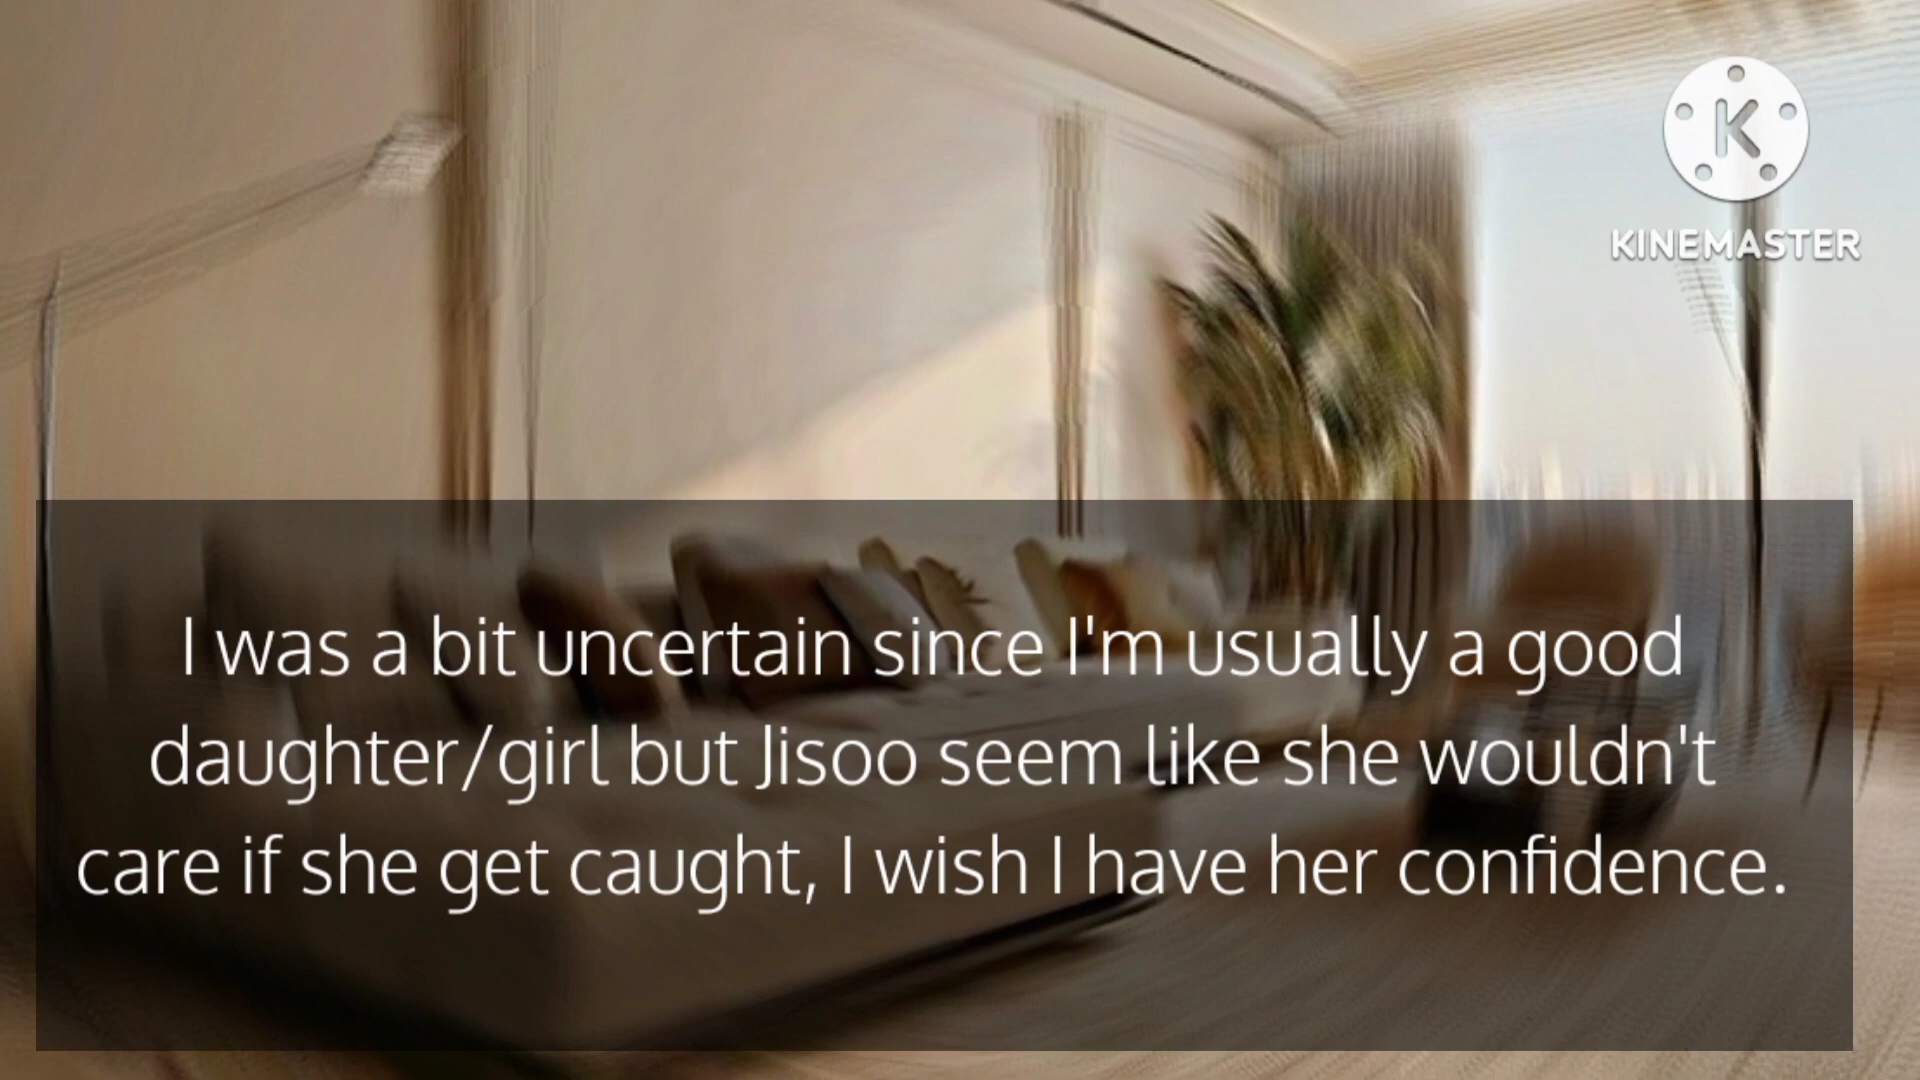 K
KINEMASTER
I was a bit uncertain since I'm usually a good
daughter/girl but Jisoo seem like she wouldn't
care if she get caught, I wish I have her confidence.